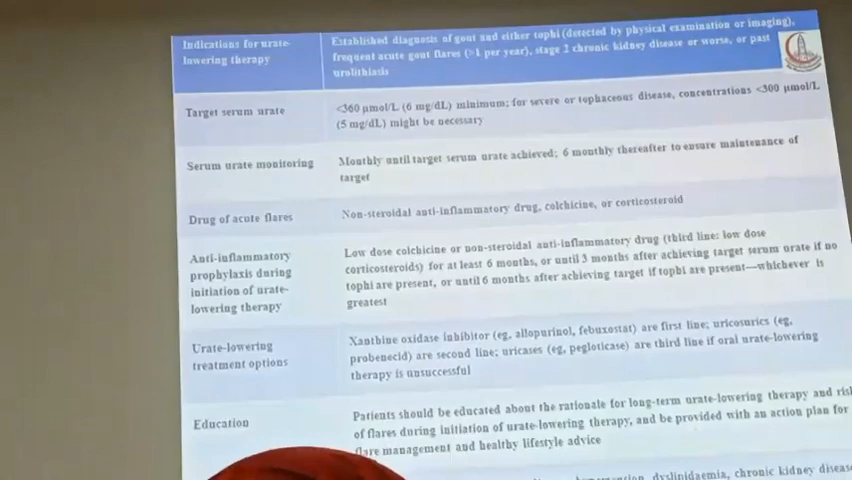 Indications for urate-
lowering therapy
Established diagnosis of gout and either tophi (detected by physical examination or imaging),
frequent acute gout flares (>1 per year), stage 2 chronic kidney disease or worse, or past
urolithiasis
Target serum urate
<360 µmol/L (6 mg/dL) minimum; for severe or tophaceous disease, concentrations <300 µmol/L
(5 mg/dL) might be necessary
Serum urate monitoring
Monthly until target serum urate achieved; 6 monthly thereafter to ensure maintenance of
target
Drug of acute flares
Non-steroidal anti-inflammatory drug, colchicine, or corticosteroid
Anti-inflammatory
prophylaxis during
initiation of urate-
lowering therapy
Low dose colchicine or non-steroidal anti-inflammatory drug (third line: low dose
corticosteroids) for at least 6 months, or until 3 months after achieving target serum urate if no
tophi are present, or until 6 months after achieving target if tophi are present—whichever is
greatest
Urate-lowering
treatment options
Xanthine oxidase inhibitor (eg, allopurinol, febuxostat) are first line; uricosurics (eg,
probenecid) are second line; uricases (eg, pegloticase) are third line if oral urate-lowering
therapy is unsuccessful
Education
Patients should be educated about the rationale for long-term urate-lowering therapy and risk
of flares during initiation of urate-lowering therapy, and be provided with an action plan for
flare management and healthy lifestyle advice
dyslipidaemia, chronic kidney disease